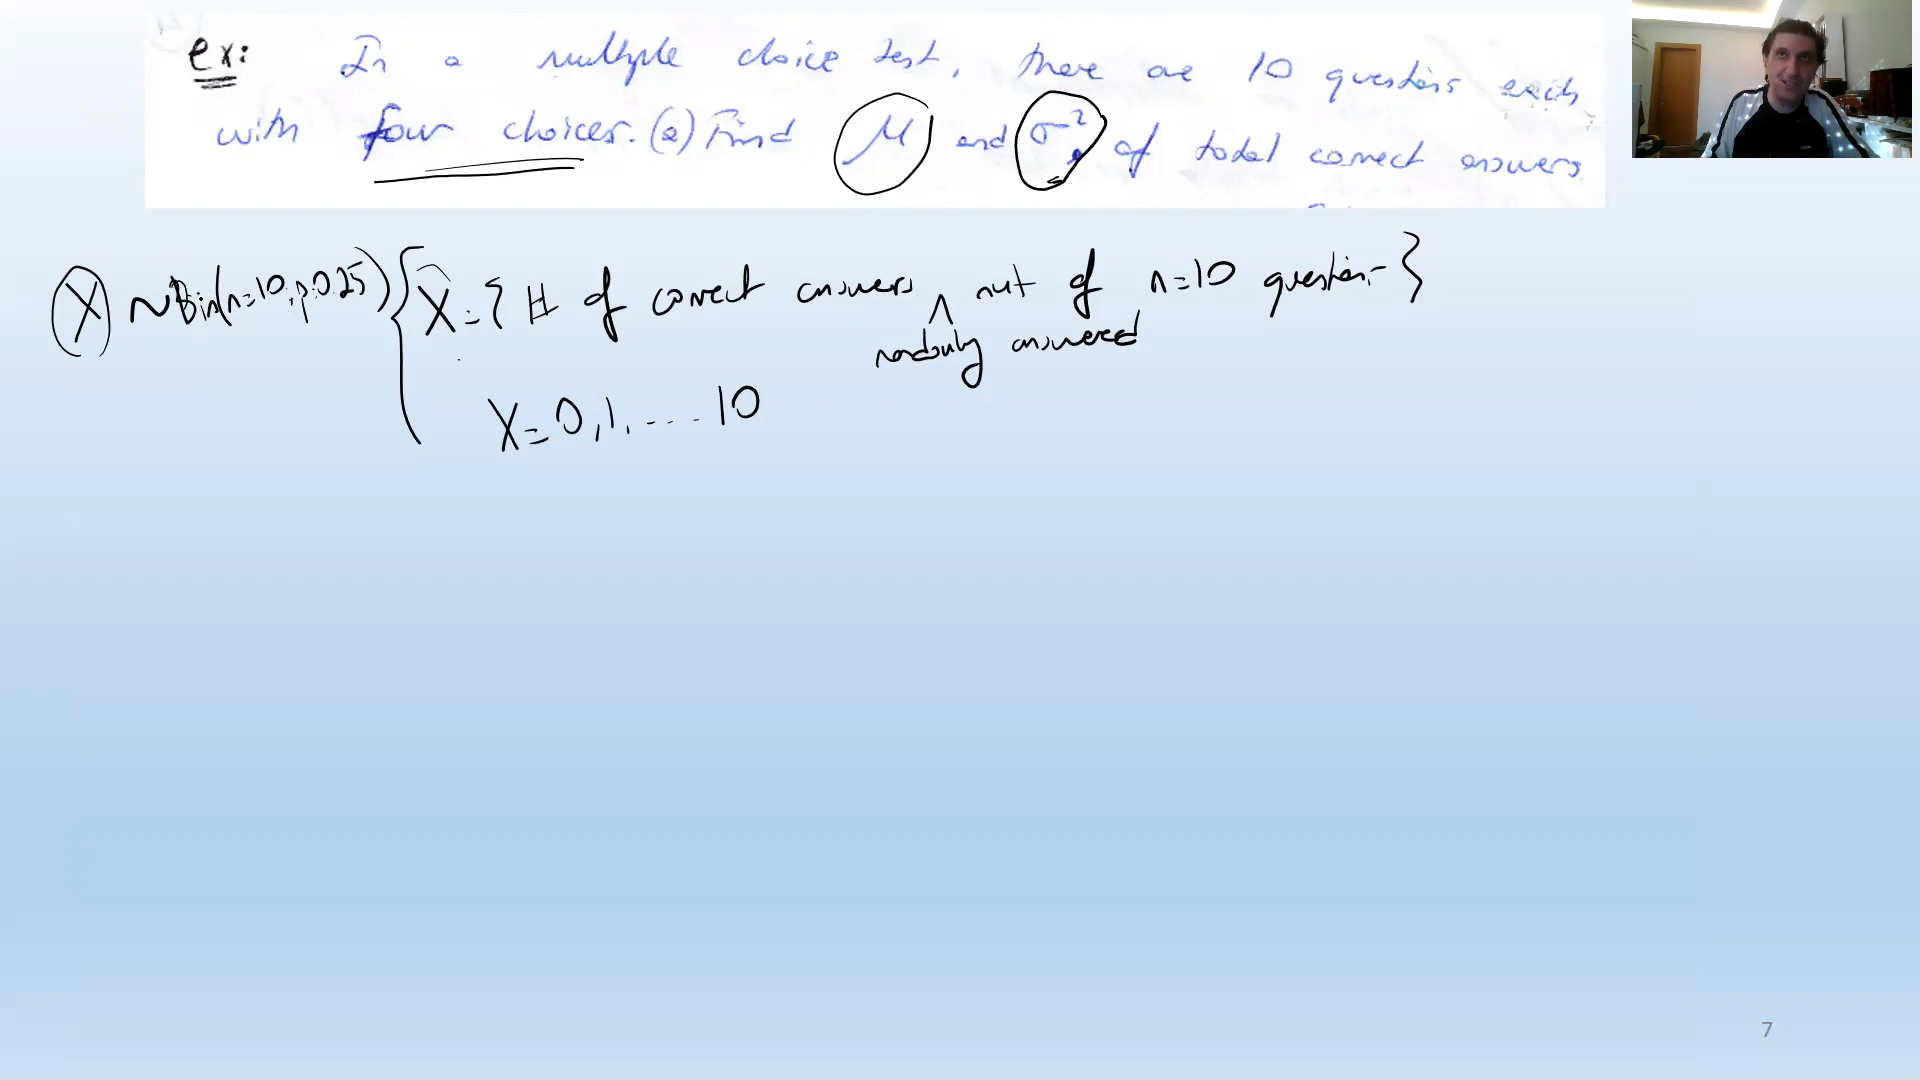 ex: In a multiple choice test, there are 10 questions each
with four choices. (a) Find μ and σ² of total correct answers
X ~ Bin(n=10, p=0.25) { X = { # of correct answers ^ out of n=10 questions }
randomly answered
X = 0, 1, .... 10
7